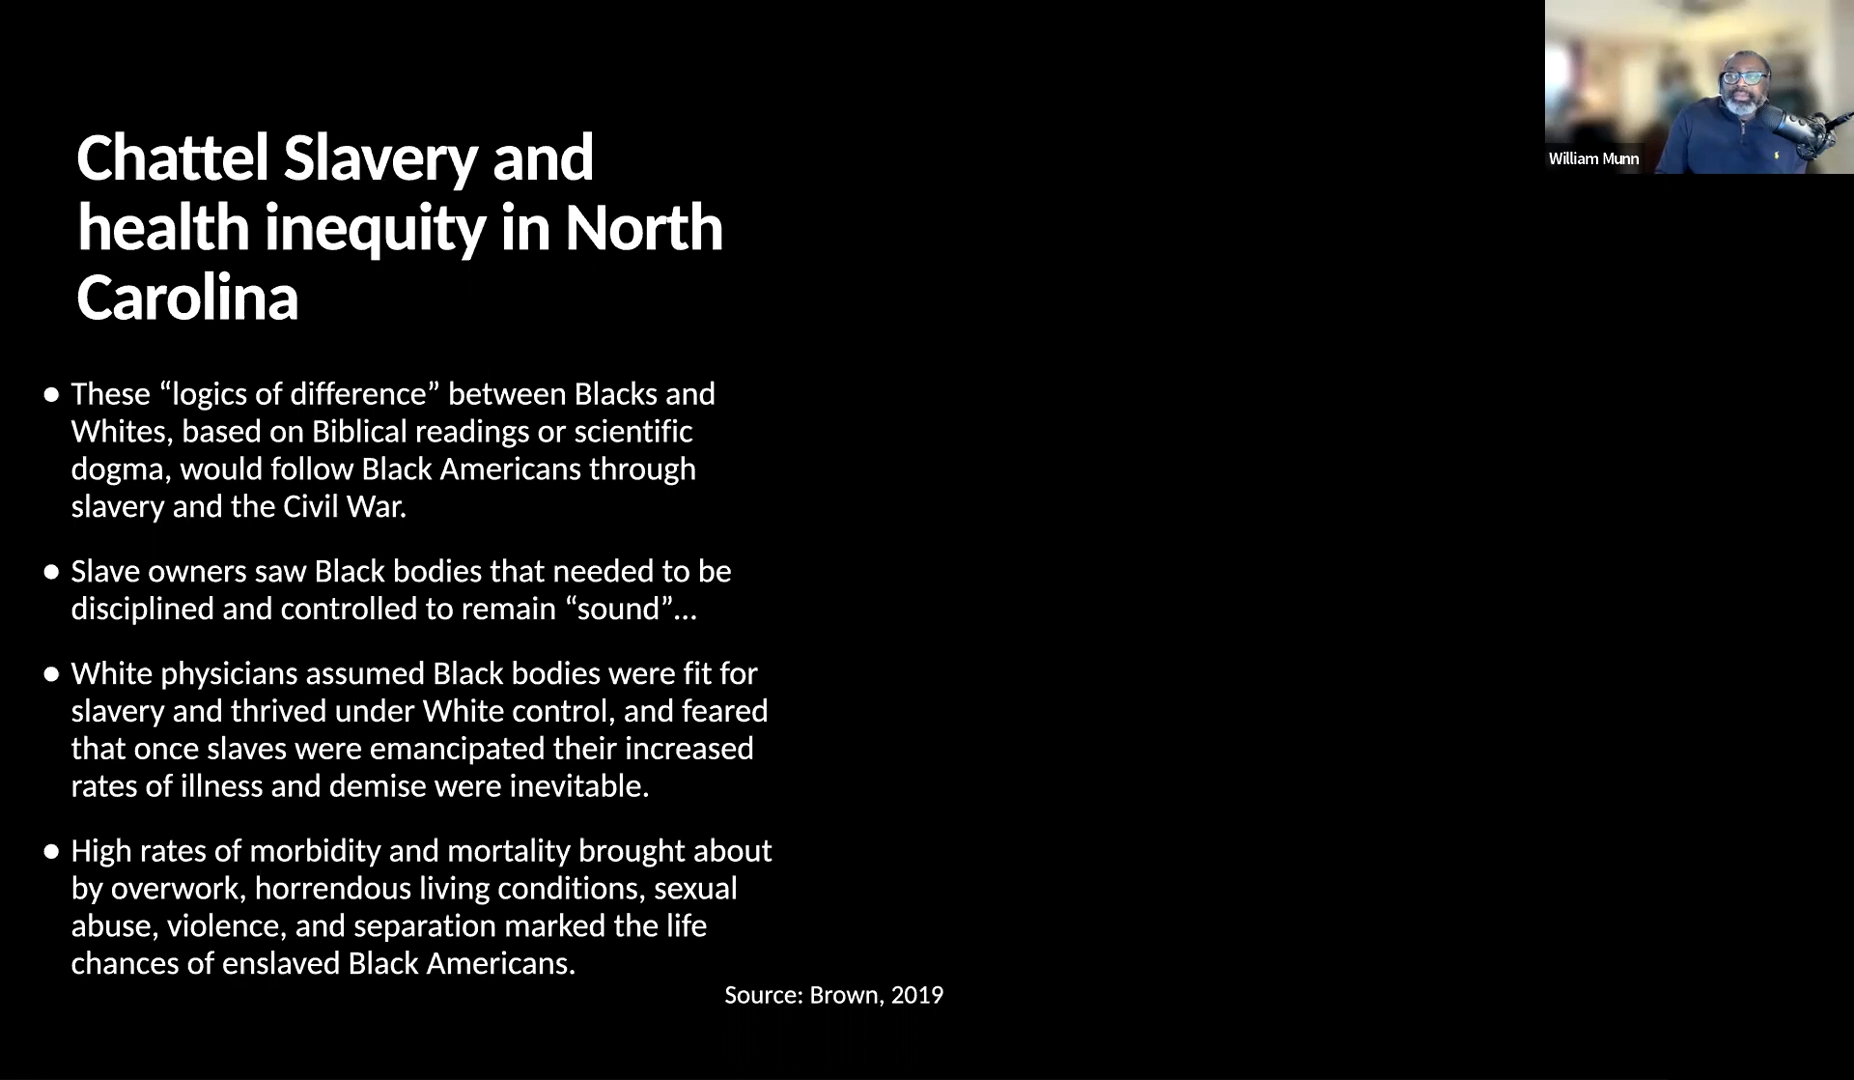 Chattel Slavery and
health inequity in North
Carolina
● These “logics of difference” between Blacks and
Whites, based on Biblical readings or scientific
dogma, would follow Black Americans through
slavery and the Civil War.
● Slave owners saw Black bodies that needed to be
disciplined and controlled to remain “sound”...
● White physicians assumed Black bodies were fit for
slavery and thrived under White control, and feared
that once slaves were emancipated their increased
rates of illness and demise were inevitable.
● High rates of morbidity and mortality brought about
by overwork, horrendous living conditions, sexual
abuse, violence, and separation marked the life
chances of enslaved Black Americans.
Source: Brown, 2019
William Munn